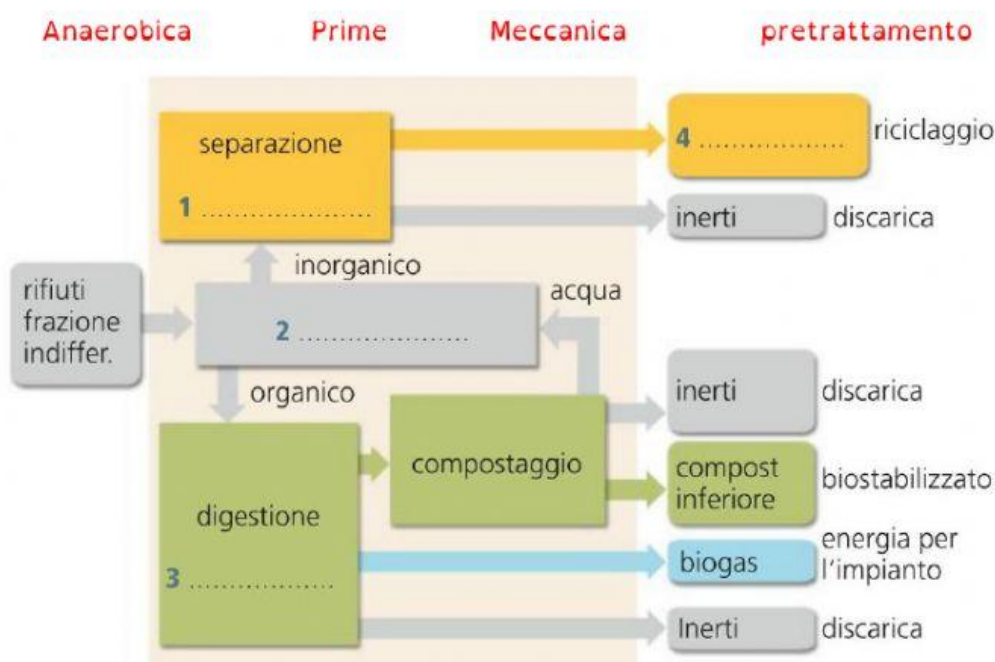 Anaerobica Prime Meccanica pretrattamento
separazione
1 ....................
4 ....................
riciclaggio
inerti
discarica
inorganico
acqua
rifiuti
frazione
indiffer.
2 ....................
organico
inerti
discarica
compostaggio
compost
inferiore
biostabilizzato
digestione
3 ....................
biogas
energia per
l'impianto
Inerti
discarica